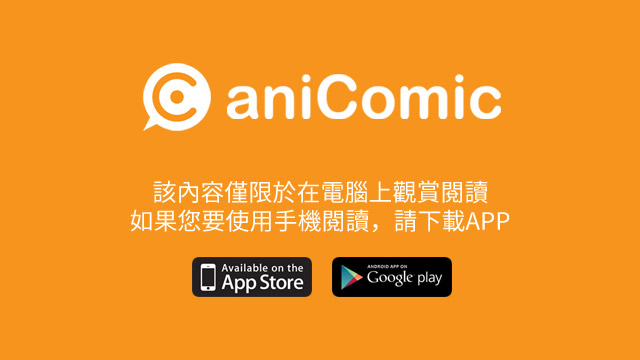 aniComic
該內容僅限於在電腦上觀賞閱讀
如果您要使用手機閱讀，請下載APP
Available on the
App Store
ANDROID APP ON
Google play